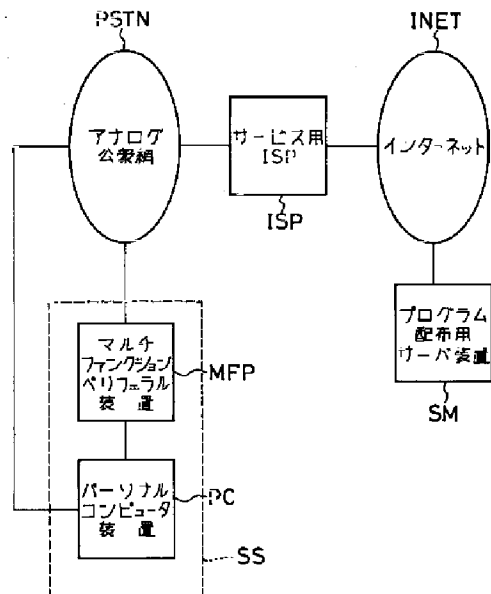 PSTN
INET
アナログ
公衆網
サービス用
ISP
インターネット
ISP
マルチ
ファンクション
ペリフェラル
装置
MFP
プログラム
配布用
サーバ装置
SM
パーソナル
コンピュータ
装置
PC
SS